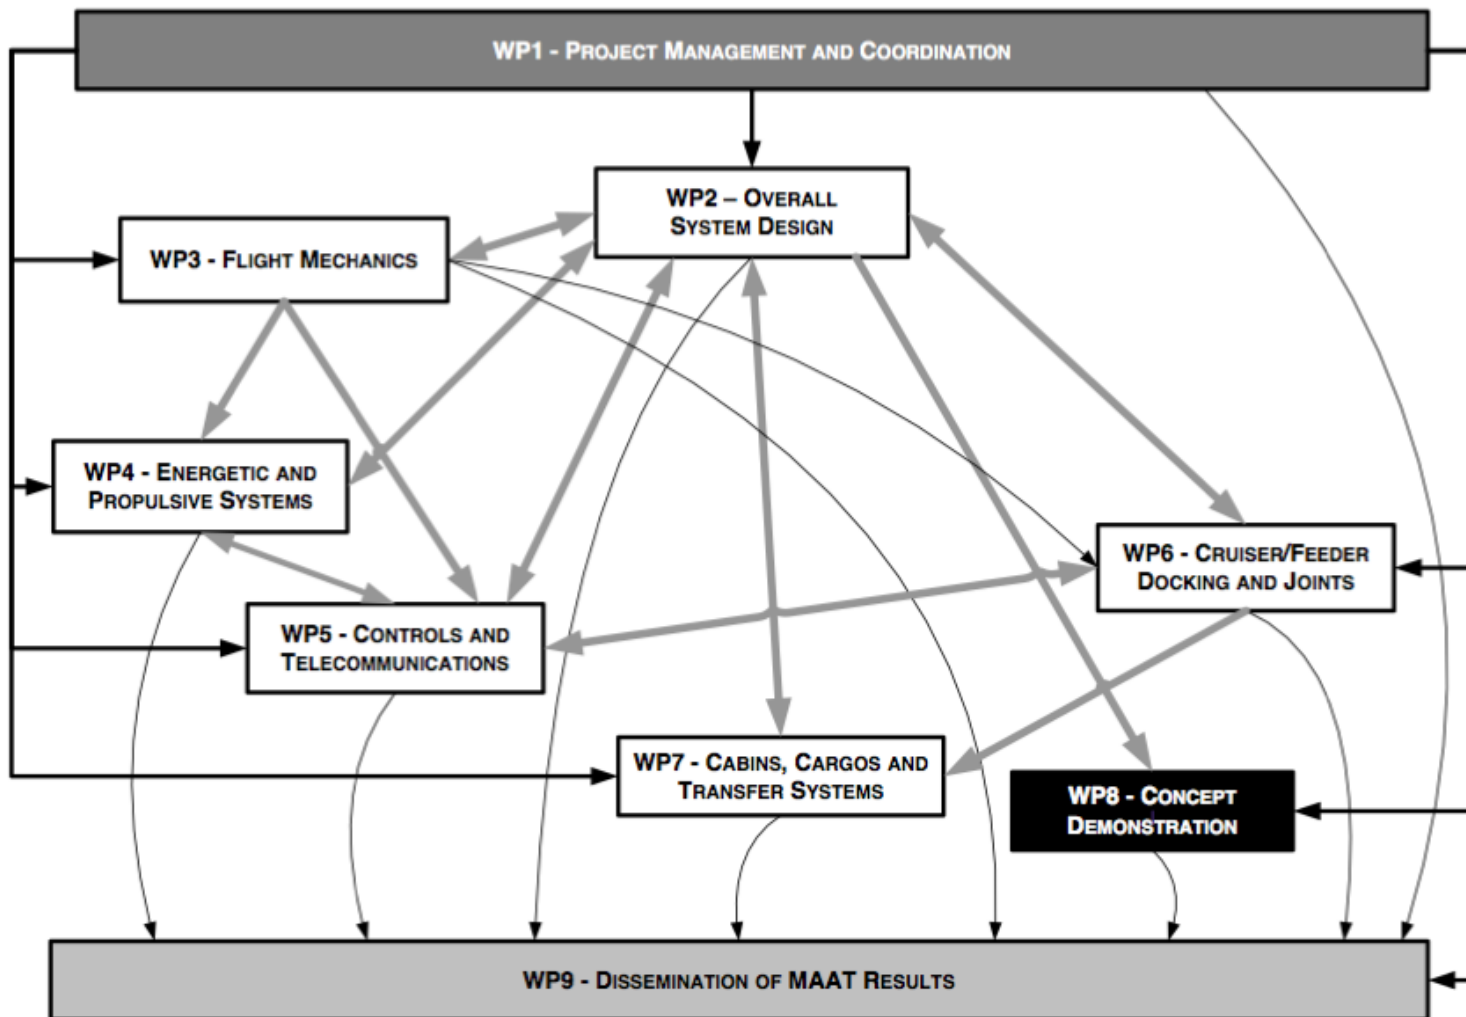 WP1 - PROJECT MANAGEMENT AND COORDINATION
WP2 – OVERALL
SYSTEM DESIGN
WP3 - FLIGHT MECHANICS
WP4 - ENERGETIC AND
PROPULSIVE SYSTEMS
WP6 - CRUISER/FEEDER
DOCKING AND JOINTS
WP5 - CONTROLS AND
TELECOMMUNICATIONS
WP7 - CABINS, CARGOS AND
TRANSFER SYSTEMS
WP8 - CONCEPT
DEMONSTRATION
WP9 - DISSEMINATION OF MAAT RESULTS